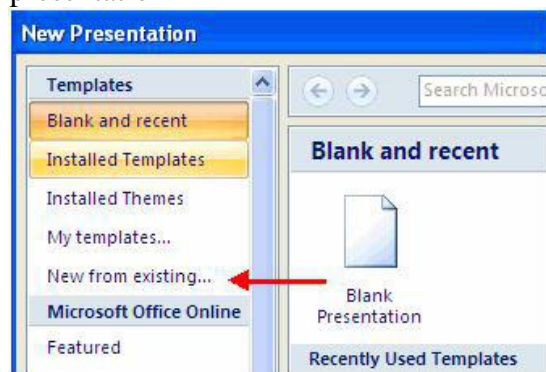 New Presentation
Templates
Blank and recent
Installed Templates
Installed Themes
My templates...
New from existing...
Microsoft Office Online
Featured
Search Microso
Blank and recent
Blank
Presentation
Recently Used Templates